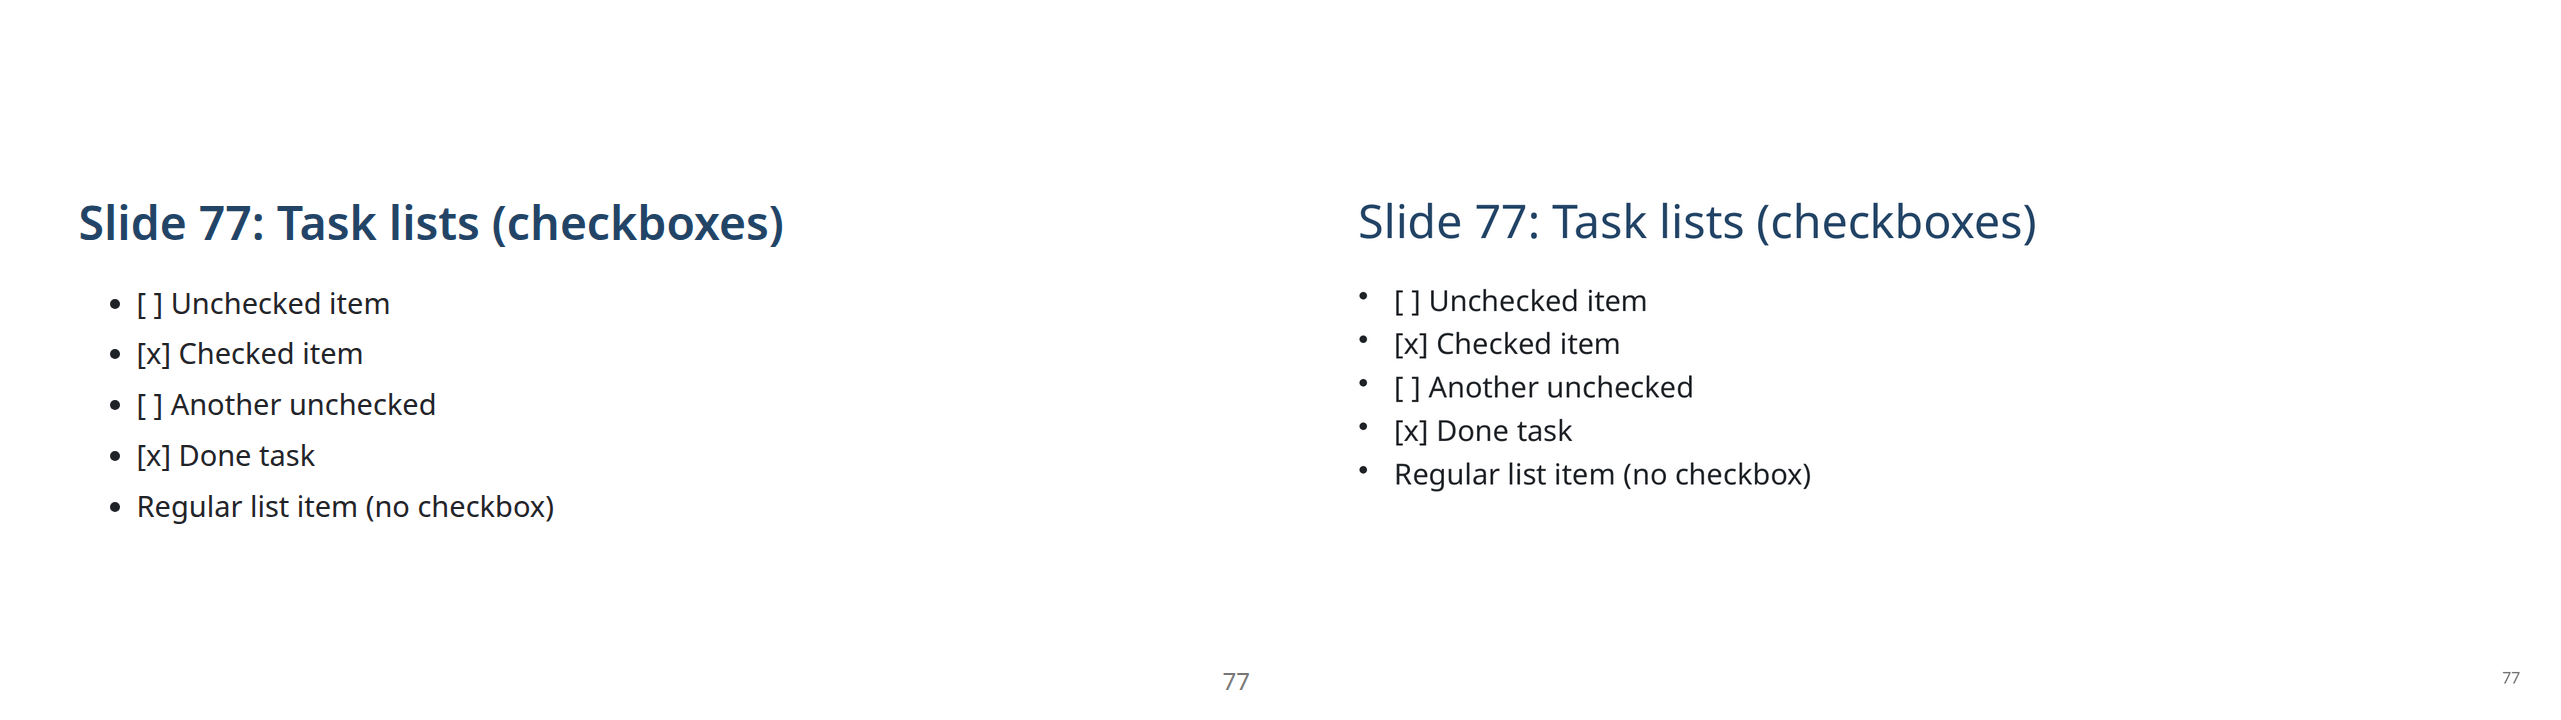 Slide 77: Task lists (checkboxes)
• [ ] Unchecked item
• [x] Checked item
• [ ] Another unchecked
• [x] Done task
• Regular list item (no checkbox)
77
Slide 77: Task lists (checkboxes)
• [ ] Unchecked item
• [x] Checked item
• [ ] Another unchecked
• [x] Done task
• Regular list item (no checkbox)
77